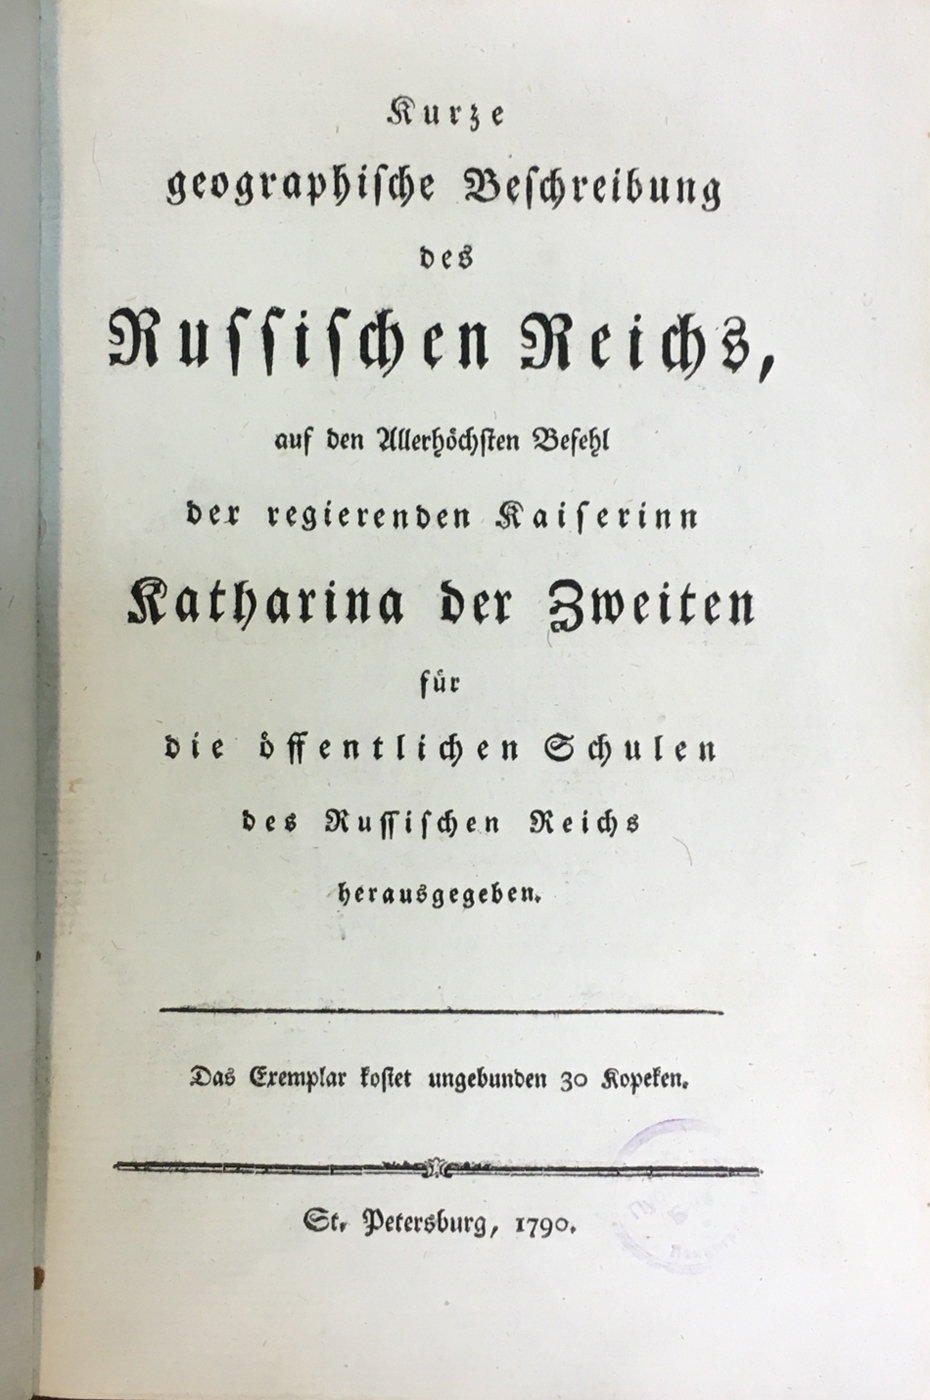 Kurze
geographische Beschreibung
des
Russischen Reichs,
auf den Allerhöchsten Befehl
der regierenden Kaiserinn
Katharina der Zweiten
für
die öffentlichen Schulen
des Russischen Reichs
herausgegeben.
Das Exemplar kostet ungebunden 30 Kopeken.
St. Petersburg, 1790.